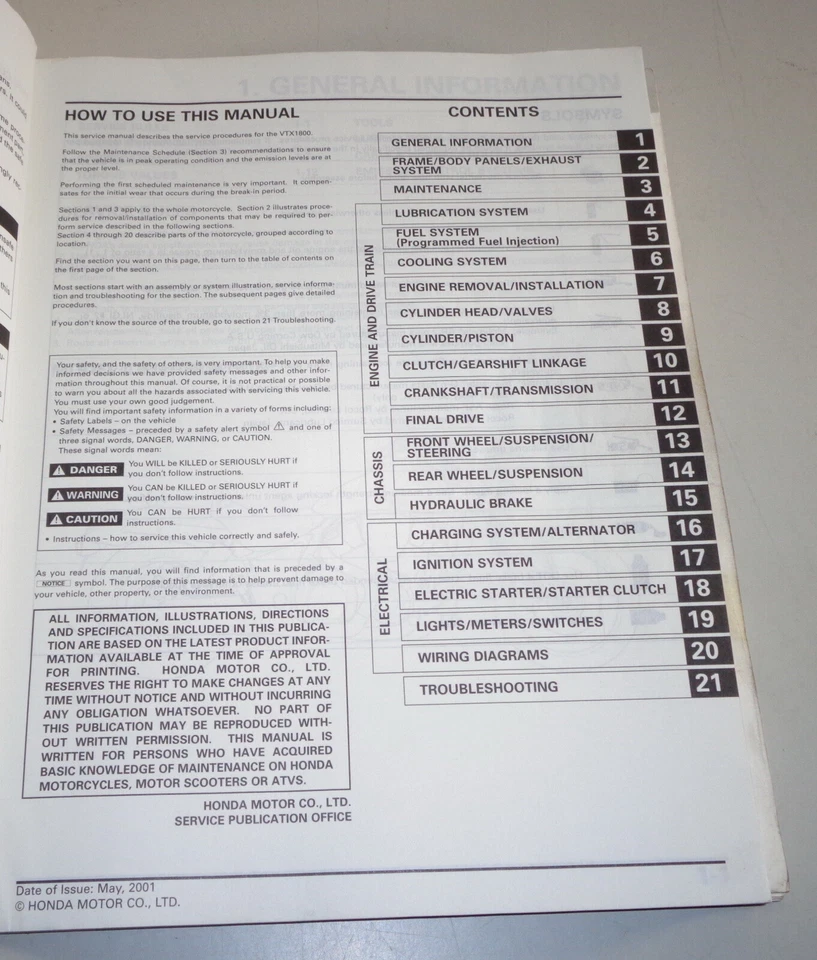 HOW TO USE THIS MANUAL
This service manual describes the service procedures for the VTX1800.
Follow the Maintenance Schedule (Section 3) recommendations to ensure
that the vehicle is in peak operating condition and the emission levels are at
the proper level.
Performing the first scheduled maintenance is very important. It compen-
sates for the initial wear that occurs during the break-in period.
Sections 1 and 3 apply to the whole motorcycle. Section 2 illustrates proce-
dures for removal/installation of components that may be required to per-
form service described in the following sections.
Section 4 through 20 describe parts of the motorcycle, grouped according to
location.
Find the section you want on this page, then turn to the table of contents on
the first page of the section.
Most sections start with an assembly or system illustration, service informa-
tion and troubleshooting for the section. The subsequent pages give detailed
procedures.
If you don't know the source of the trouble, go to section 21 Troubleshooting.
Your safety, and the safety of others, is very important. To help you make
informed decisions we have provided safety messages and other infor-
mation throughout this manual. Of course, it is not practical or possible
to warn you about all the hazards associated with servicing this vehicle.
You must use your own good judgement.
You will find important safety information in a variety of forms including:
• Safety Labels – on the vehicle
• Safety Messages – preceded by a safety alert symbol ⚠ and one of
three signal words, DANGER, WARNING, or CAUTION.
These signal words mean:
⚠ DANGER You WILL be KILLED or SERIOUSLY HURT if
you don't follow instructions.
⚠ WARNING You CAN be KILLED or SERIOUSLY HURT if
you don't follow instructions.
⚠ CAUTION You CAN be HURT if you don't follow
instructions.
• Instructions – how to service this vehicle correctly and safely.
As you read this manual, you will find information that is preceded by a
NOTICE symbol. The purpose of this message is to help prevent damage to
your vehicle, other property, or the environment.
ALL INFORMATION, ILLUSTRATIONS, DIRECTIONS
AND SPECIFICATIONS INCLUDED IN THIS PUBLICA-
TION ARE BASED ON THE LATEST PRODUCT INFOR-
MATION AVAILABLE AT THE TIME OF APPROVAL
FOR PRINTING. HONDA MOTOR CO., LTD.
RESERVES THE RIGHT TO MAKE CHANGES AT ANY
TIME WITHOUT NOTICE AND WITHOUT INCURRING
ANY OBLIGATION WHATSOEVER. NO PART OF
THIS PUBLICATION MAY BE REPRODUCED WITH-
OUT WRITTEN PERMISSION. THIS MANUAL IS
WRITTEN FOR PERSONS WHO HAVE ACQUIRED
BASIC KNOWLEDGE OF MAINTENANCE ON HONDA
MOTORCYCLES, MOTOR SCOOTERS OR ATVS.
HONDA MOTOR CO., LTD.
SERVICE PUBLICATION OFFICE
CONTENTS
GENERAL INFORMATION 1
FRAME/BODY PANELS/EXHAUST
SYSTEM 2
MAINTENANCE 3
ENGINE AND DRIVE TRAIN
LUBRICATION SYSTEM 4
FUEL SYSTEM
(Programmed Fuel Injection) 5
COOLING SYSTEM 6
ENGINE REMOVAL/INSTALLATION 7
CYLINDER HEAD/VALVES 8
CYLINDER/PISTON 9
CLUTCH/GEARSHIFT LINKAGE 10
CRANKSHAFT/TRANSMISSION 11
FINAL DRIVE 12
CHASSIS
FRONT WHEEL/SUSPENSION/
STEERING 13
REAR WHEEL/SUSPENSION 14
HYDRAULIC BRAKE 15
ELECTRICAL
CHARGING SYSTEM/ALTERNATOR 16
IGNITION SYSTEM 17
ELECTRIC STARTER/STARTER CLUTCH 18
LIGHTS/METERS/SWITCHES 19
WIRING DIAGRAMS 20
TROUBLESHOOTING 21
Date of Issue: May, 2001
© HONDA MOTOR CO., LTD.